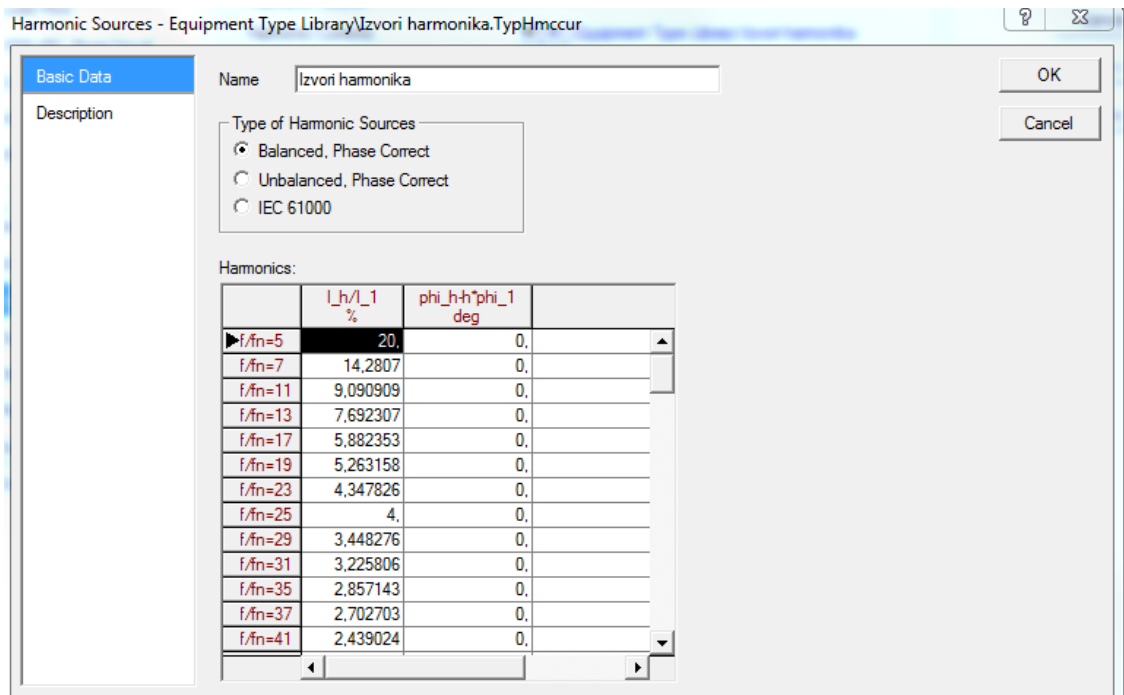 Harmonic Sources - Equipment Type Library\Izvori harmonika.TypHmccur
Basic Data
Description
Name Izvori harmonika
OK
Cancel
Type of Harmonic Sources
Balanced, Phase Correct
Unbalanced, Phase Correct
IEC 61000
Harmonics:
I_h/I_1 phi_h-h*phi_1
% deg
f/fn=5 20, 0,
f/fn=7 14,2807 0,
f/fn=11 9,090909 0,
f/fn=13 7,692307 0,
f/fn=17 5,882353 0,
f/fn=19 5,263158 0,
f/fn=23 4,347826 0,
f/fn=25 4, 0,
f/fn=29 3,448276 0,
f/fn=31 3,225806 0,
f/fn=35 2,857143 0,
f/fn=37 2,702703 0,
f/fn=41 2,439024 0,